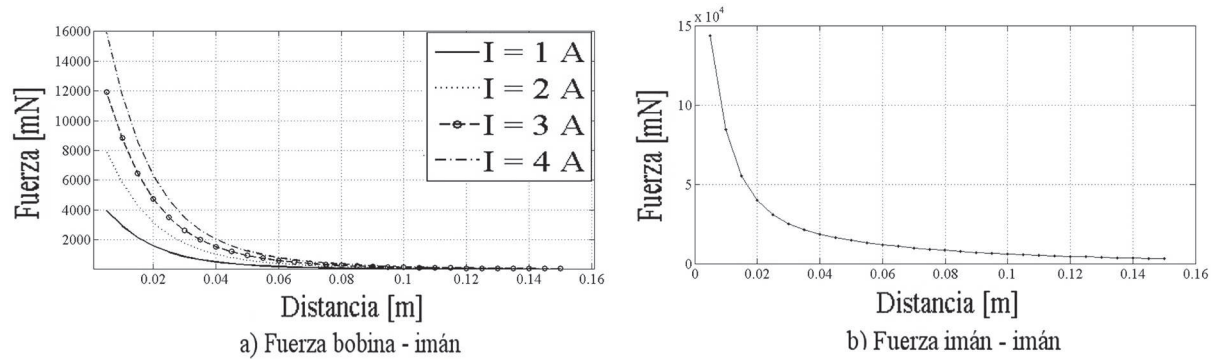 16000
14000
12000
10000
8000
6000
4000
2000
Fuerza [mN]
0.02 0.04 0.06 0.08 0.1 0.12 0.14 0.16
Distancia [m]
I = 1 A
I = 2 A
I = 3 A
I = 4 A
a) Fuerza bobina - imán
15 x 10⁴
10
5
0
Fuerza [mN]
0 0.02 0.04 0.06 0.08 0.1 0.12 0.14 0.16
Distancia [m]
b) Fuerza imán - imán